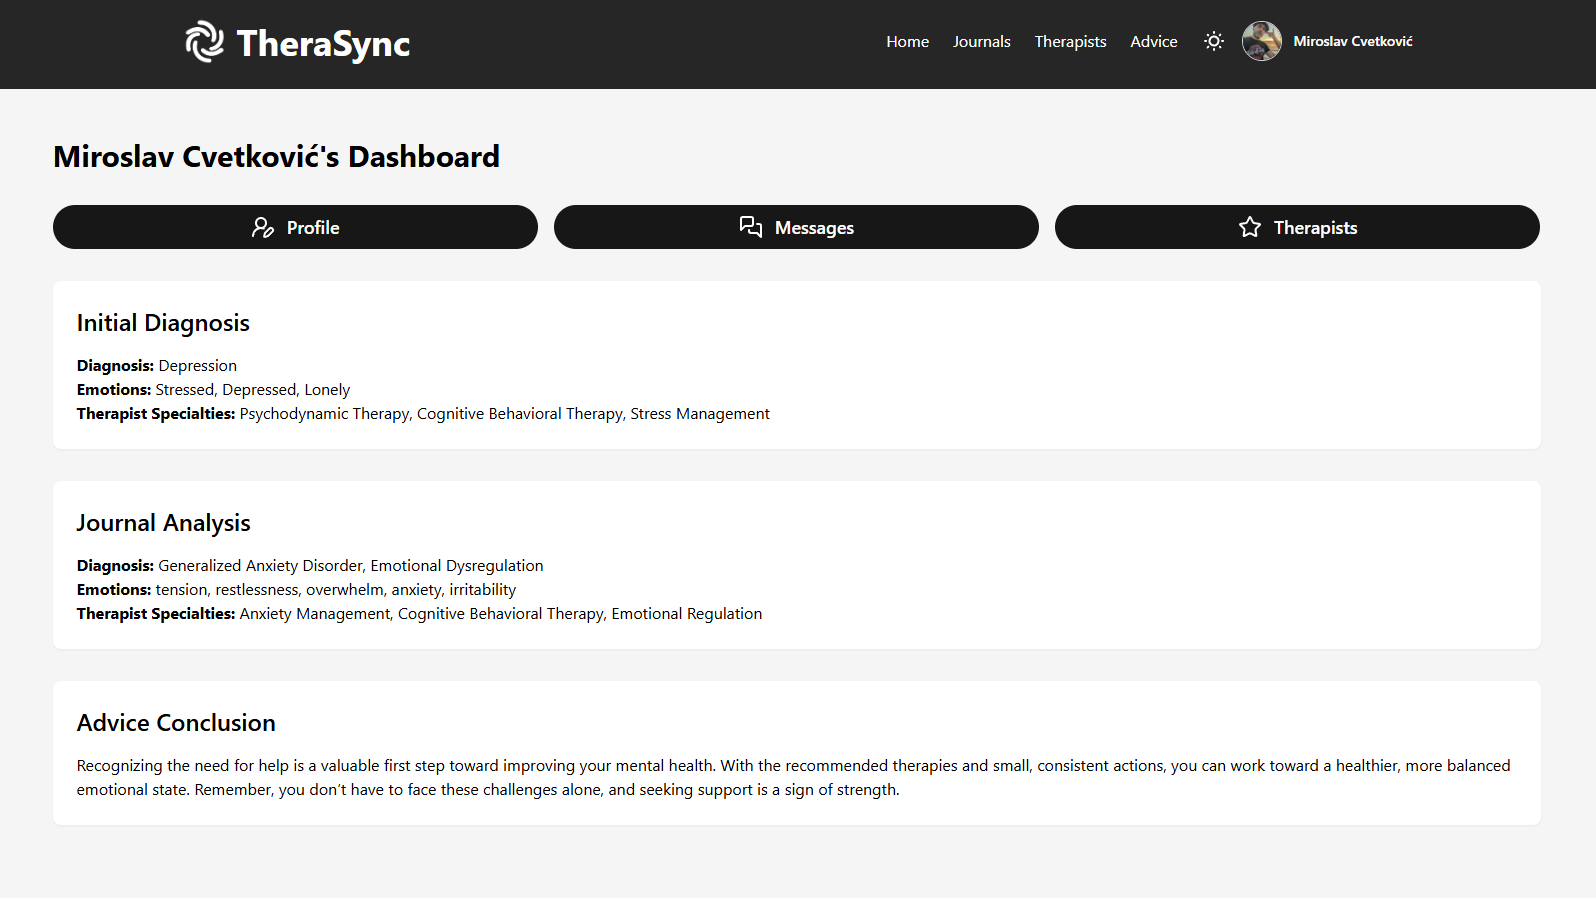 TheraSync
Home Journals Therapists Advice Miroslav Cvetković
Miroslav Cvetković's Dashboard
Profile Messages Therapists
Initial Diagnosis
Diagnosis: Depression
Emotions: Stressed, Depressed, Lonely
Therapist Specialties: Psychodynamic Therapy, Cognitive Behavioral Therapy, Stress Management
Journal Analysis
Diagnosis: Generalized Anxiety Disorder, Emotional Dysregulation
Emotions: tension, restlessness, overwhelm, anxiety, irritability
Therapist Specialties: Anxiety Management, Cognitive Behavioral Therapy, Emotional Regulation
Advice Conclusion
Recognizing the need for help is a valuable first step toward improving your mental health. With the recommended therapies and small, consistent actions, you can work toward a healthier, more balanced
emotional state. Remember, you don’t have to face these challenges alone, and seeking support is a sign of strength.